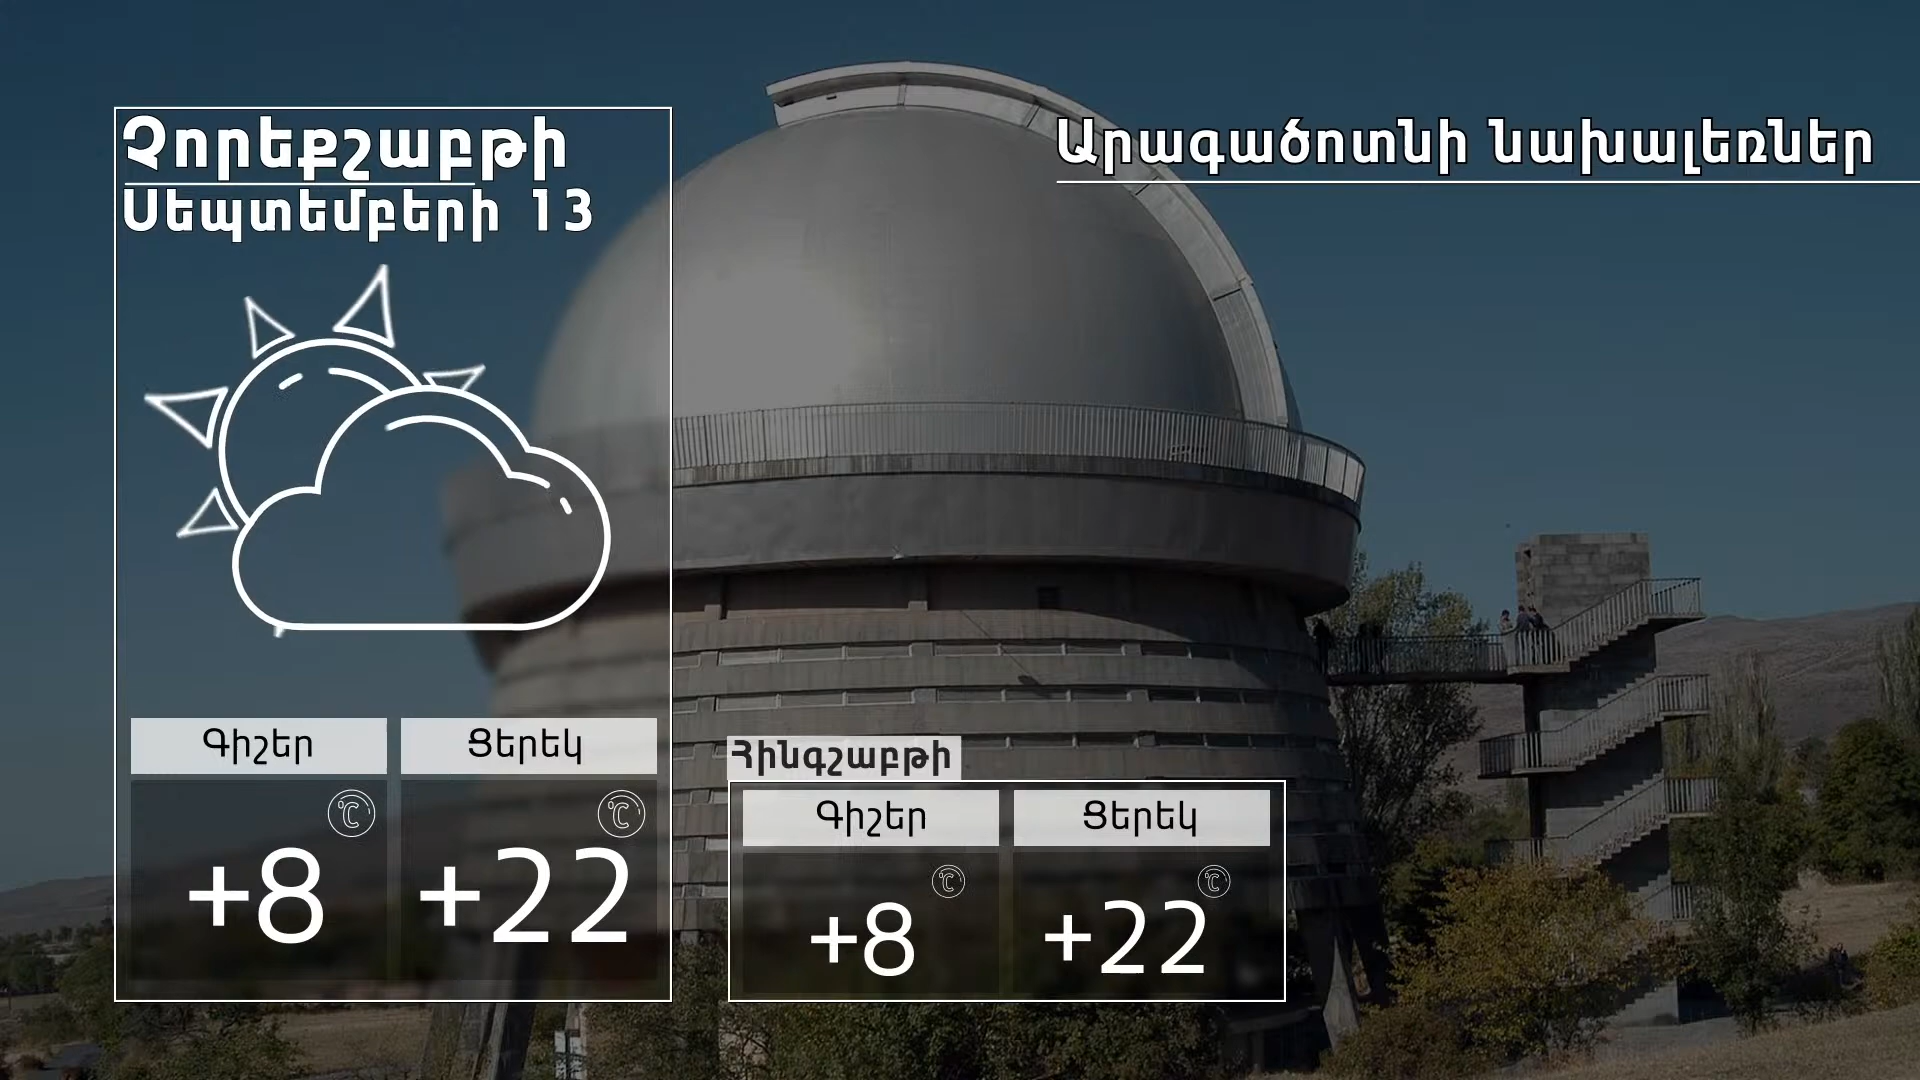 Չորեքշաբթի
Սեպտեմբերի 13
Արագածոտնի նախալեռներ
Գիշեր
Ցերեկ
°C
°C
+8
+22
Հինգշաբթի
Գիշեր
Ցերեկ
°C
°C
+8
+22